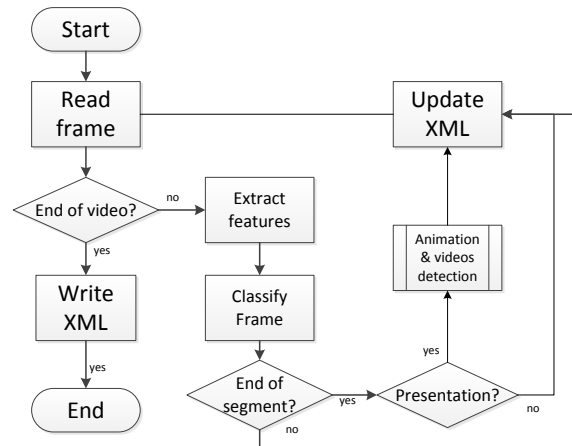 Start
Read
frame
Update
XML
End of video?
no
Extract
features
Animation
& videos
detection
yes
Write
XML
Classify
Frame
yes
yes
End
End of
segment?
yes
Presentation?
no
no